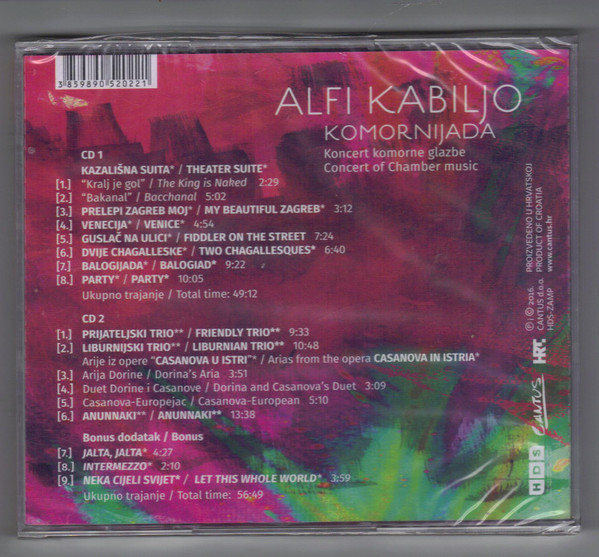 3 859890 520221
ALFI KABILJO
KOMORNIJADA
Koncert komorne glazbe
Concert of Chamber music
CD 1
KAZALIŠNA SUITA* / THEATER SUITE*
[1.] “Kralj je gol” / The King is Naked 2:29
[2.] “Bakanal” / Bacchanal 5:02
[3.] PRELEPI ZAGREB MOJ* / MY BEAUTIFUL ZAGREB* 3:12
[4.] VENECIJA* / VENICE* 4:54
[5.] GUSLAČ NA ULICI / FIDDLER ON THE STREET 7:24
[6.] DVIJE CHAGALLESKE* / TWO CHAGALLESQUES* 6:40
[7.] BALOGIJADA* / BALOGIAD* 9:22
[8.] PARTY* / PARTY* 10:05
Ukupno trajanje / Total time: 49:12
CD 2
[1.] PRIJATELJSKI TRIO** / FRIENDLY TRIO** 9:33
[2.] LIBURNIJSKI TRIO** / LIBURNIAN TRIO** 10:48
Arije iz opere “CASANOVA U ISTRI”* / Arias from the opera CASANOVA IN ISTRIA*
[3.] Arija Dorine / Dorina's Aria 3:51
[4.] Duet Dorine i Casanove / Dorina and Casanova's Duet 3:09
[5.] Casanova-Europejac / Casanova-European 5:10
[6.] ANUNNAKI** / ANUNNAKI** 13:38
Bonus dodatak / Bonus
[7.] JALTA, JALTA* 4:27
[8.] INTERMEZZO* 2:10
[9.] NEKA CIJELI SVIJET* / LET THIS WHOLE WORLD* 3:59
Ukupno trajanje / Total time: 56:49
PROIZVEDENO U HRVATSKOJ
PRODUCT OF CROATIA
www.cantus.hr
Ⓟ i © 2016.
CANTUS d.o.o.
HDS-ZAMP
HRT
CANTUS
HDS